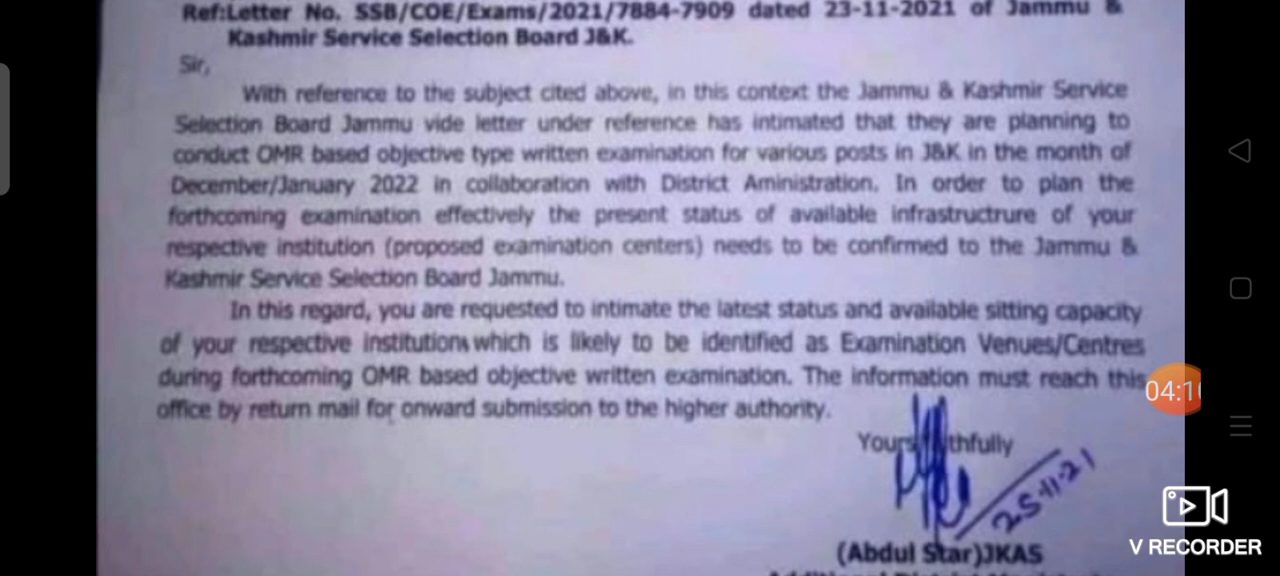 Ref:Letter No. SSB/COE/Exams/2021/7884-7909 dated 23-11-2021 of Jammu &
Kashmir Service Selection Board J&K.
Sir,
With reference to the subject cited above, in this context the Jammu & Kashmir Service
Selection Board Jammu vide letter under reference has intimated that they are planning to
conduct OMR based objective type written examination for various posts in J&K in the month of
December/January 2022 in collaboration with District Aministration. In order to plan the
forthcoming examination effectively the present status of available infrastructrure of your
respective institution (proposed examination centers) needs to be confirmed to the Jammu &
Kashmir Service Selection Board Jammu.
In this regard, you are requested to intimate the latest status and available sitting capacity
of your respective institutions which is likely to be identified as Examination Venues/Centres
during forthcoming OMR based objective written examination. The information must reach this
office by return mail for onward submission to the higher authority.
04:1
Yours thfully
25-11-21
(Abdul Star)JKAS
Additional District
V RECORDER